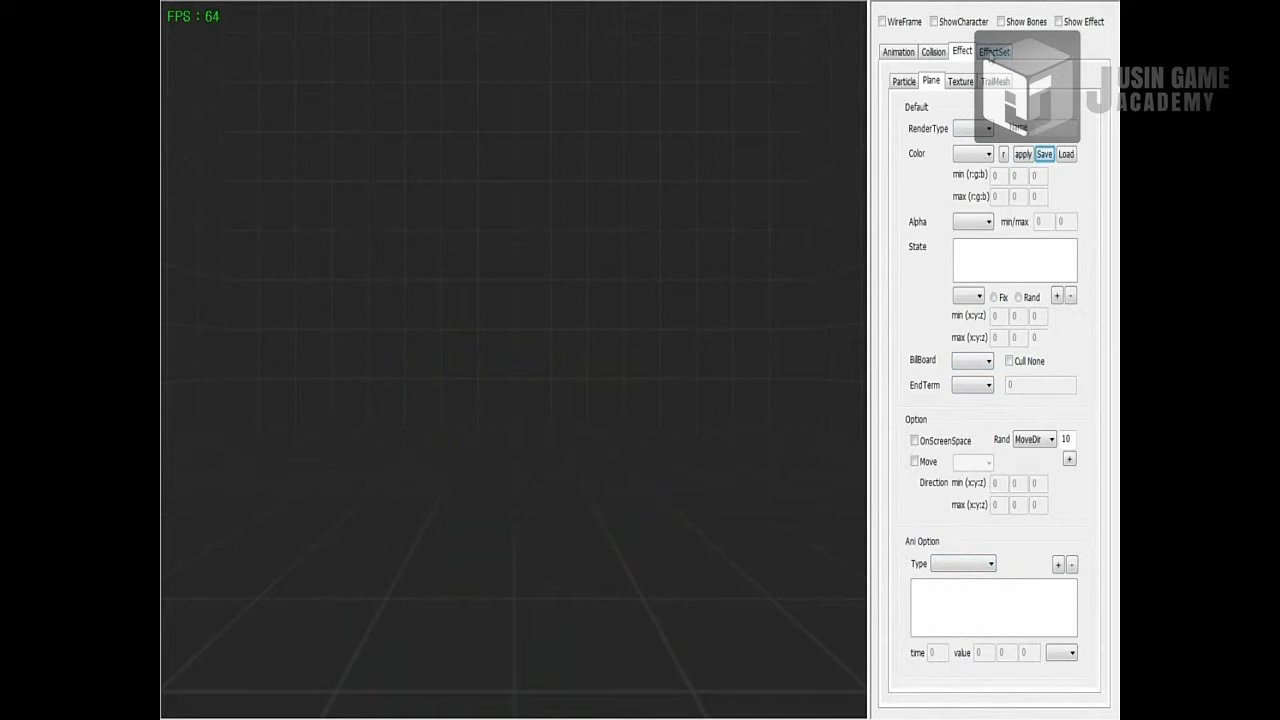 FPS : 64
WireFrame ShowCharacter Show Bones Show Effect
Animation Collision Effect EffectSet
JUSIN GAME
ACADEMY
Particle Plane Texture TrailMesh
Default
RenderType Name
Color r apply Save Load
min (r:g:b) 0 0 0
max (r:g:b) 0 0 0
Alpha min/max 0 0
State
Fix Rand + -
min (x:y:z) 0 0 0
max (x:y:z) 0 0 0
BillBoard Cull None
EndTerm 0
Option
OnScreenSpace Rand MoveDir 10
Move +
Direction min (x:y:z) 0 0 0
max (x:y:z) 0 0 0
Ani Option
Type + -
time 0 value 0 0 0